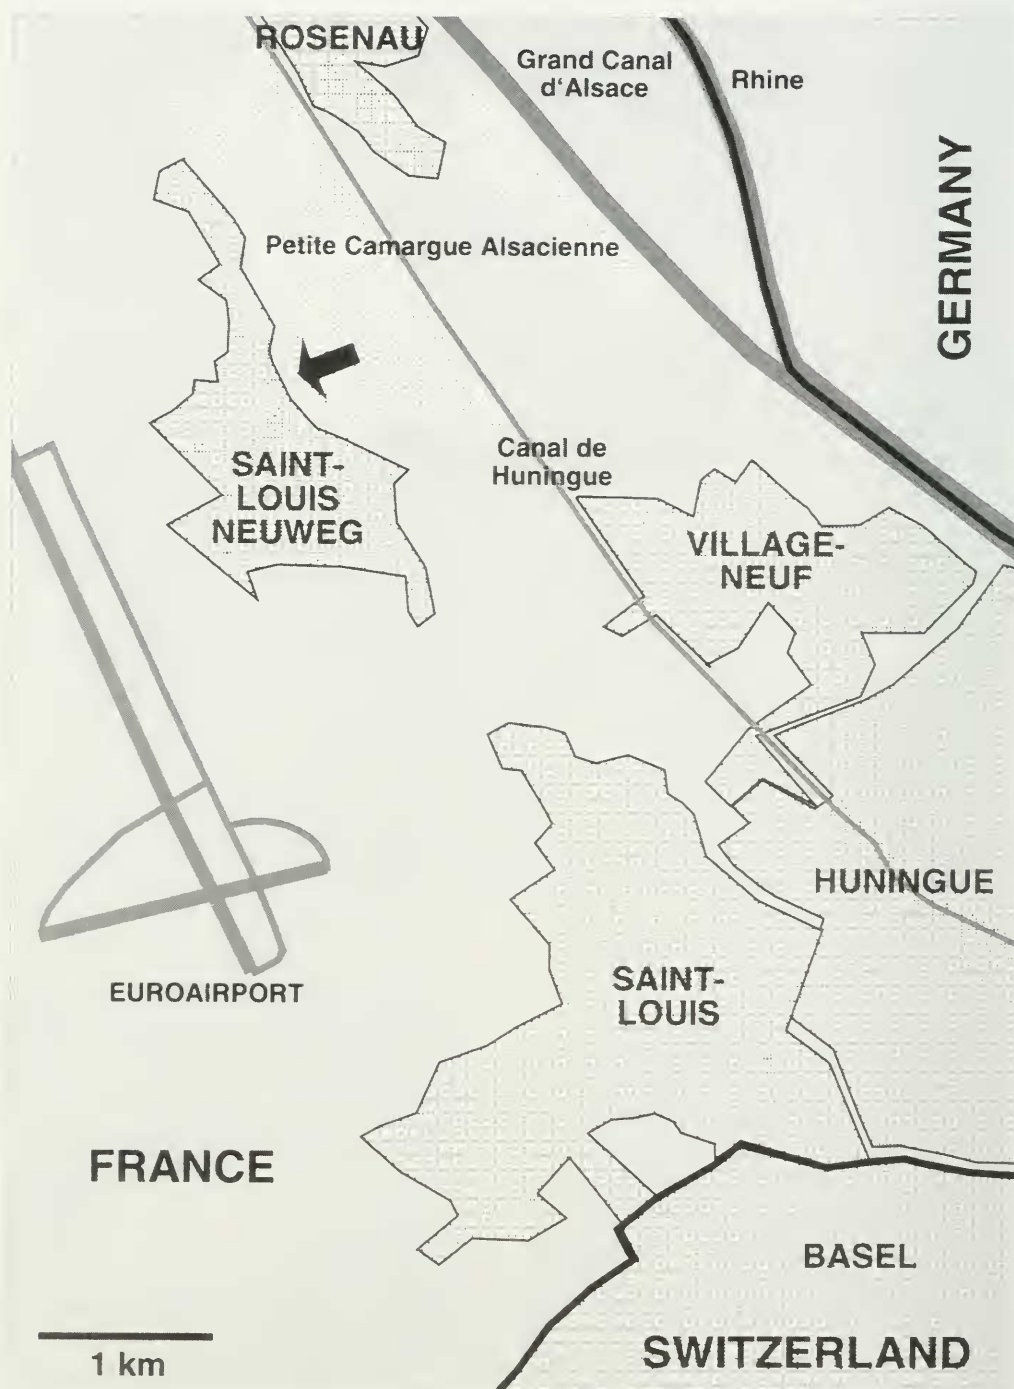 ROSENAU
Grand Canal
d'Alsace
Rhine
GERMANY
Petite Camargue Alsacienne
Canal de
Huningue
SAINT-
LOUIS
NEUWEG
VILLAGE-
NEUF
HUNINGUE
EUROAIRPORT
SAINT-
LOUIS
FRANCE
BASEL
SWITZERLAND
1 km